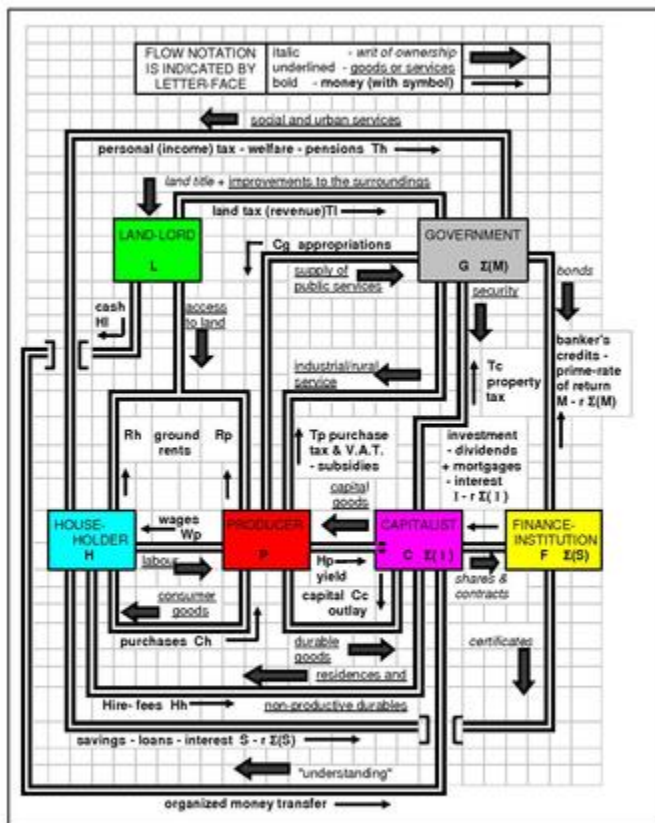 FLOW NOTATION
IS INDICATED BY
LETTER-FACE
italic - writ of ownership
underlined - goods or services
bold - money (with symbol)
social and urban services
personal (income) tax - welfare - pensions Th
land title + improvements to the surroundings
land tax (revenue)Tl
LAND-LORD
L
GOVERNMENT
G Σ(M)
Cg appropriations
supply of
public services
bonds
security
cash
Hl
access
to land
banker's
credits -
prime-rate
of return
M - r Σ(M)
industrial/rural
service
Tc
property
tax
Rh ground Rp
rents
Tp purchase
tax & V.A.T.
- subsidies
investment
- dividends
+ mortgages
- interest
I - r Σ( I )
capital
goods
HOUSE-
HOLDER
H
wages
Wp
PRODUCER
P
CAPITALIST
C Σ( I )
FINANCE-
INSTITUTION
F Σ(S)
labour
Hp
yield
shares &
contracts
consumer
goods
capital Cc
outlay
purchases Ch
durable
goods
certificates
residences and
Hire- fees Hh
non-productive durables
savings - loans - interest S - r Σ(S)
"understanding"
organized money transfer